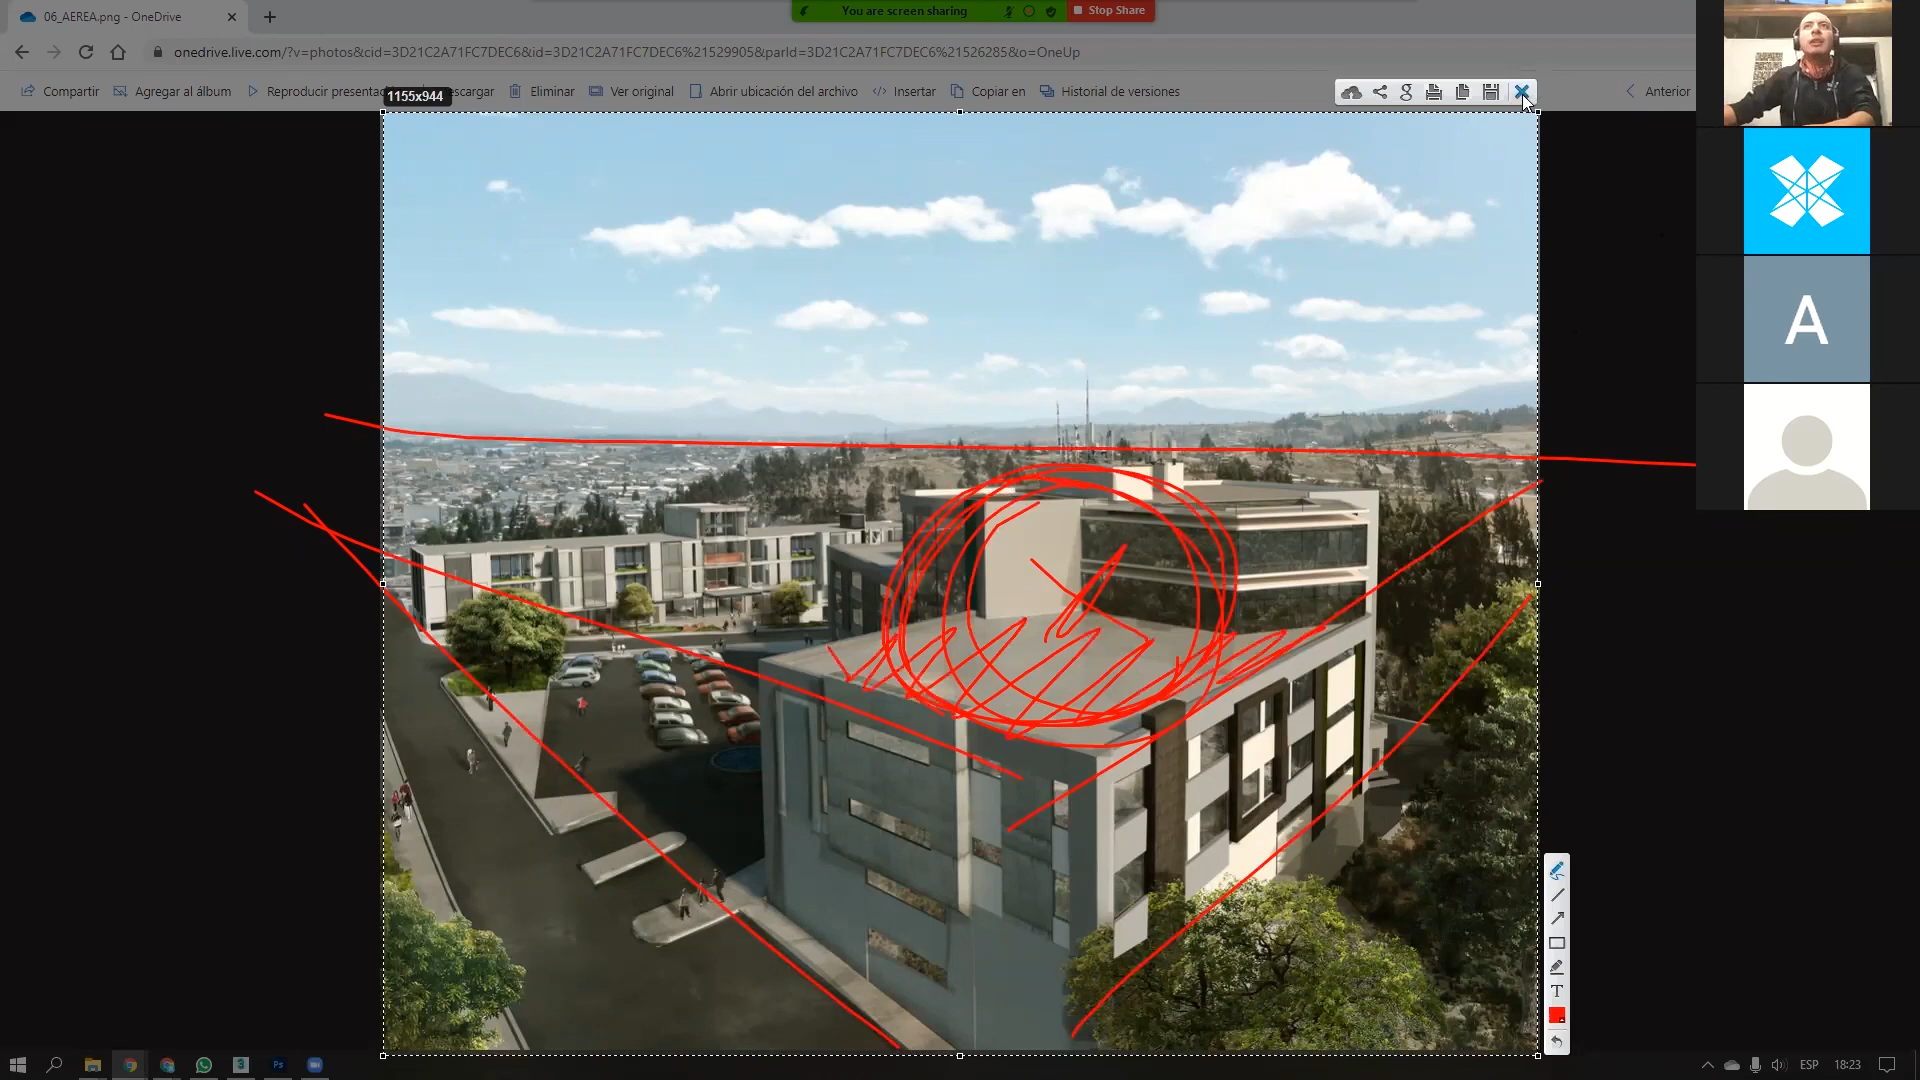 06_AEREA.png - OneDrive
You are screen sharing
Stop Share
onedrive.live.com/?v=photos&cid=3D21C2A71FC7DEC6&id=3D21C2A71FC7DEC6%21529905&parId=3D21C2A71FC7DEC6%21526285&o=OneUp
Compartir
Agregar al álbum
Reproducir presentac
escargar
Eliminar
Ver original
Abrir ubicación del archivo
Insertar
Copiar en
Historial de versiones
Anterior
1155x944
A
T
Ps
ESP
18:23